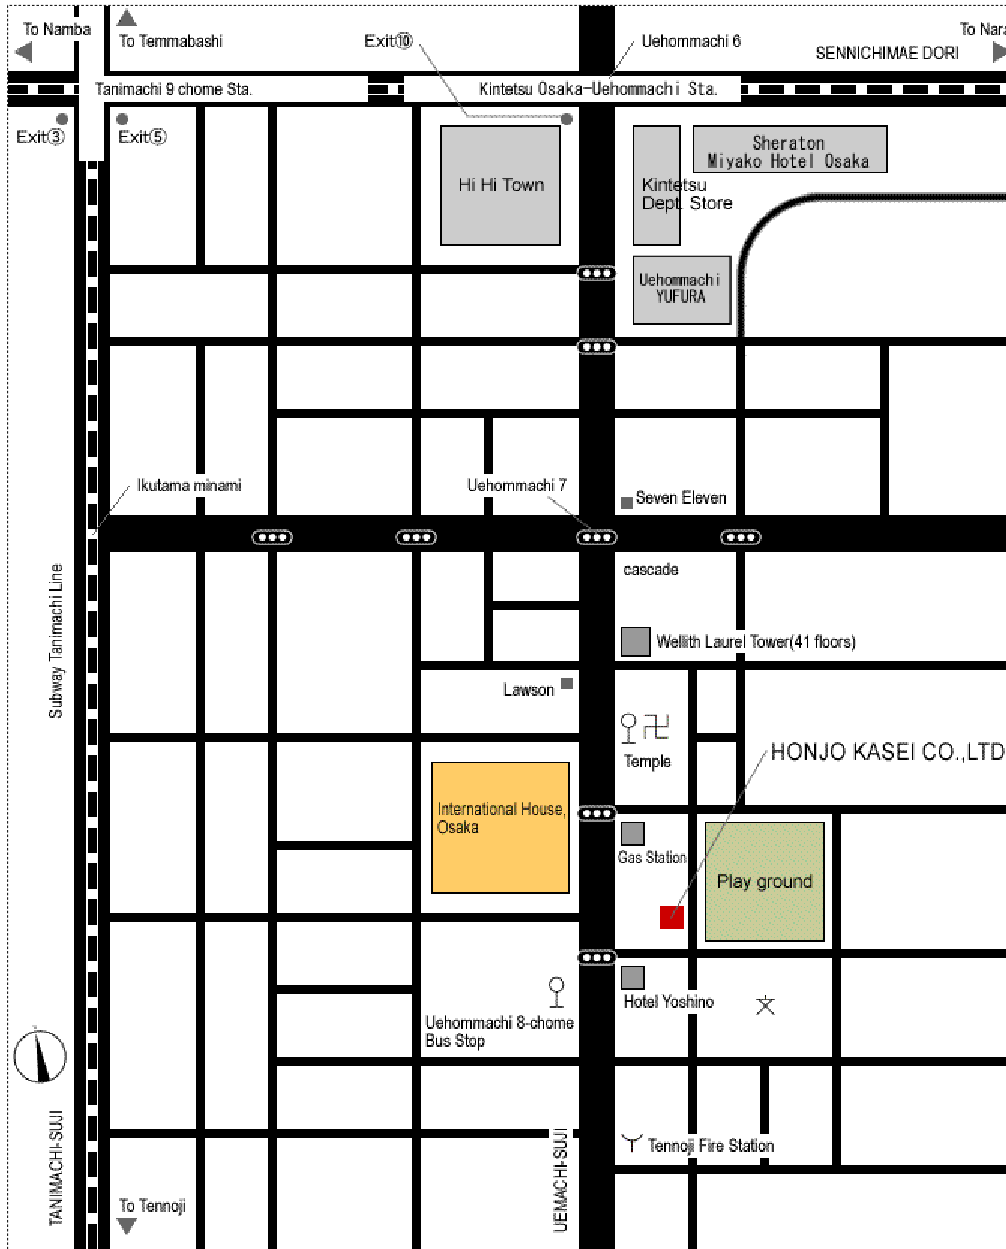 To Namba
To Temmabashi
Exit⑩
Uehommachi 6
To Nara
SENNICHIMAE DORI
Tanimachi 9 chome Sta.
Kintetsu Osaka-Uehommachi Sta.
Exit③
Exit⑤
Hi Hi Town
Kintetsu
Dept. Store
Sheraton
Miyako Hotel Osaka
Uehommachi
YUFURA
Ikutama minami
Uehommachi 7
Seven Eleven
cascade
Subway Tanimachi Line
Wellith Laurel Tower(41 floors)
Lawson
卍
Temple
HONJO KASEI CO.,LTD
International House,
Osaka
Gas Station
Play ground
Hotel Yoshino
Uehommachi 8-chome
Bus Stop
TANIMACHI-SUJI
UEMACHI-SUJI
Tennoji Fire Station
To Tennoji